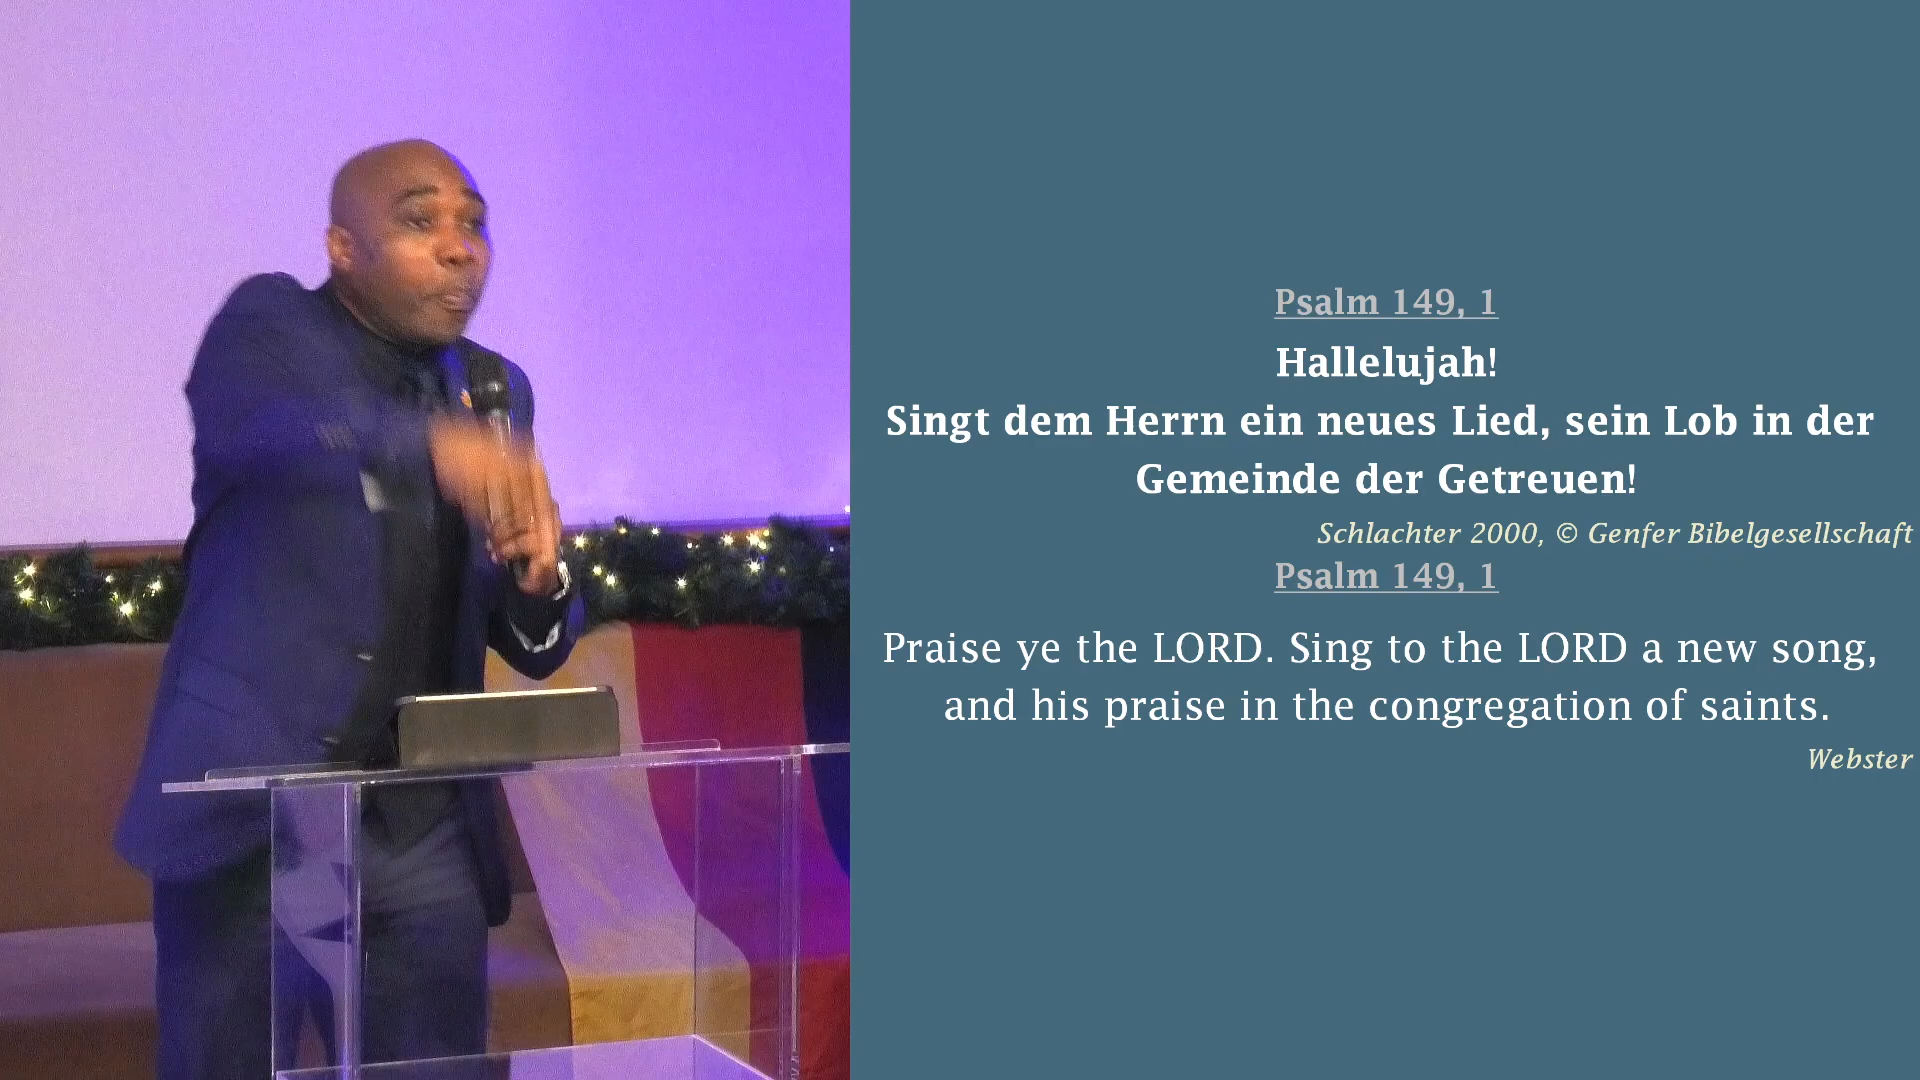 Psalm 149, 1
Hallelujah!
Singt dem Herrn ein neues Lied, sein Lob in der
Gemeinde der Getreuen!
Schlachter 2000, © Genfer Bibelgesellschaft
Psalm 149, 1
Praise ye the LORD. Sing to the LORD a new song,
and his praise in the congregation of saints.
Webster